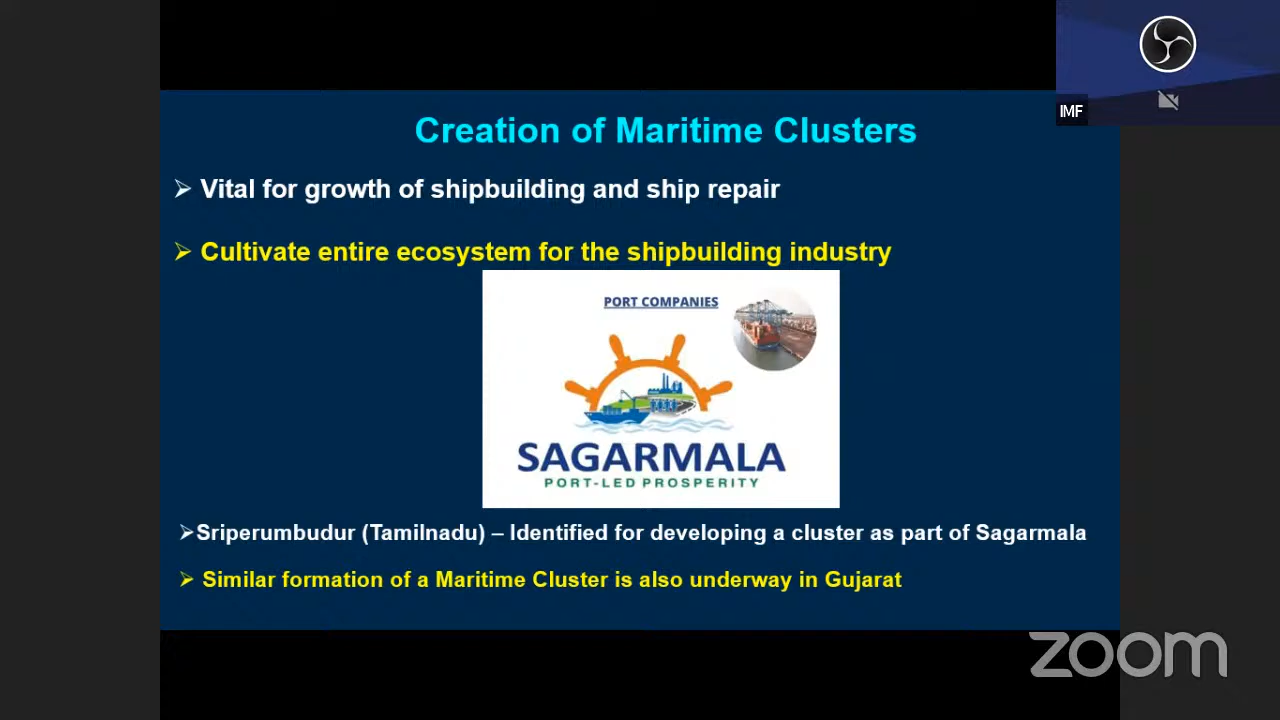 IMF
Creation of Maritime Clusters
➢ Vital for growth of shipbuilding and ship repair
➢ Cultivate entire ecosystem for the shipbuilding industry
PORT COMPANIES
SAGARMALA
PORT-LED PROSPERITY
➢Sriperumbudur (Tamilnadu) – Identified for developing a cluster as part of Sagarmala
➢ Similar formation of a Maritime Cluster is also underway in Gujarat
zoom